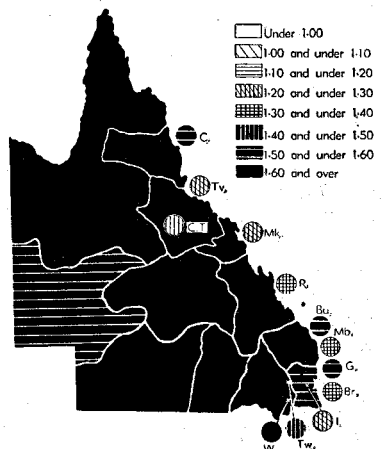 Under 1·00
1·00 and under 1·10
1·10 and under 1·20
1·20 and under 1·30
1·30 and under 1·40
1·40 and under 1·50
1·50 and under 1·60
1·60 and over
C.
Tv.
C.T.
Mk.
R.
Bu.
Mb.
G.
Br.
I.
Tw.
W.